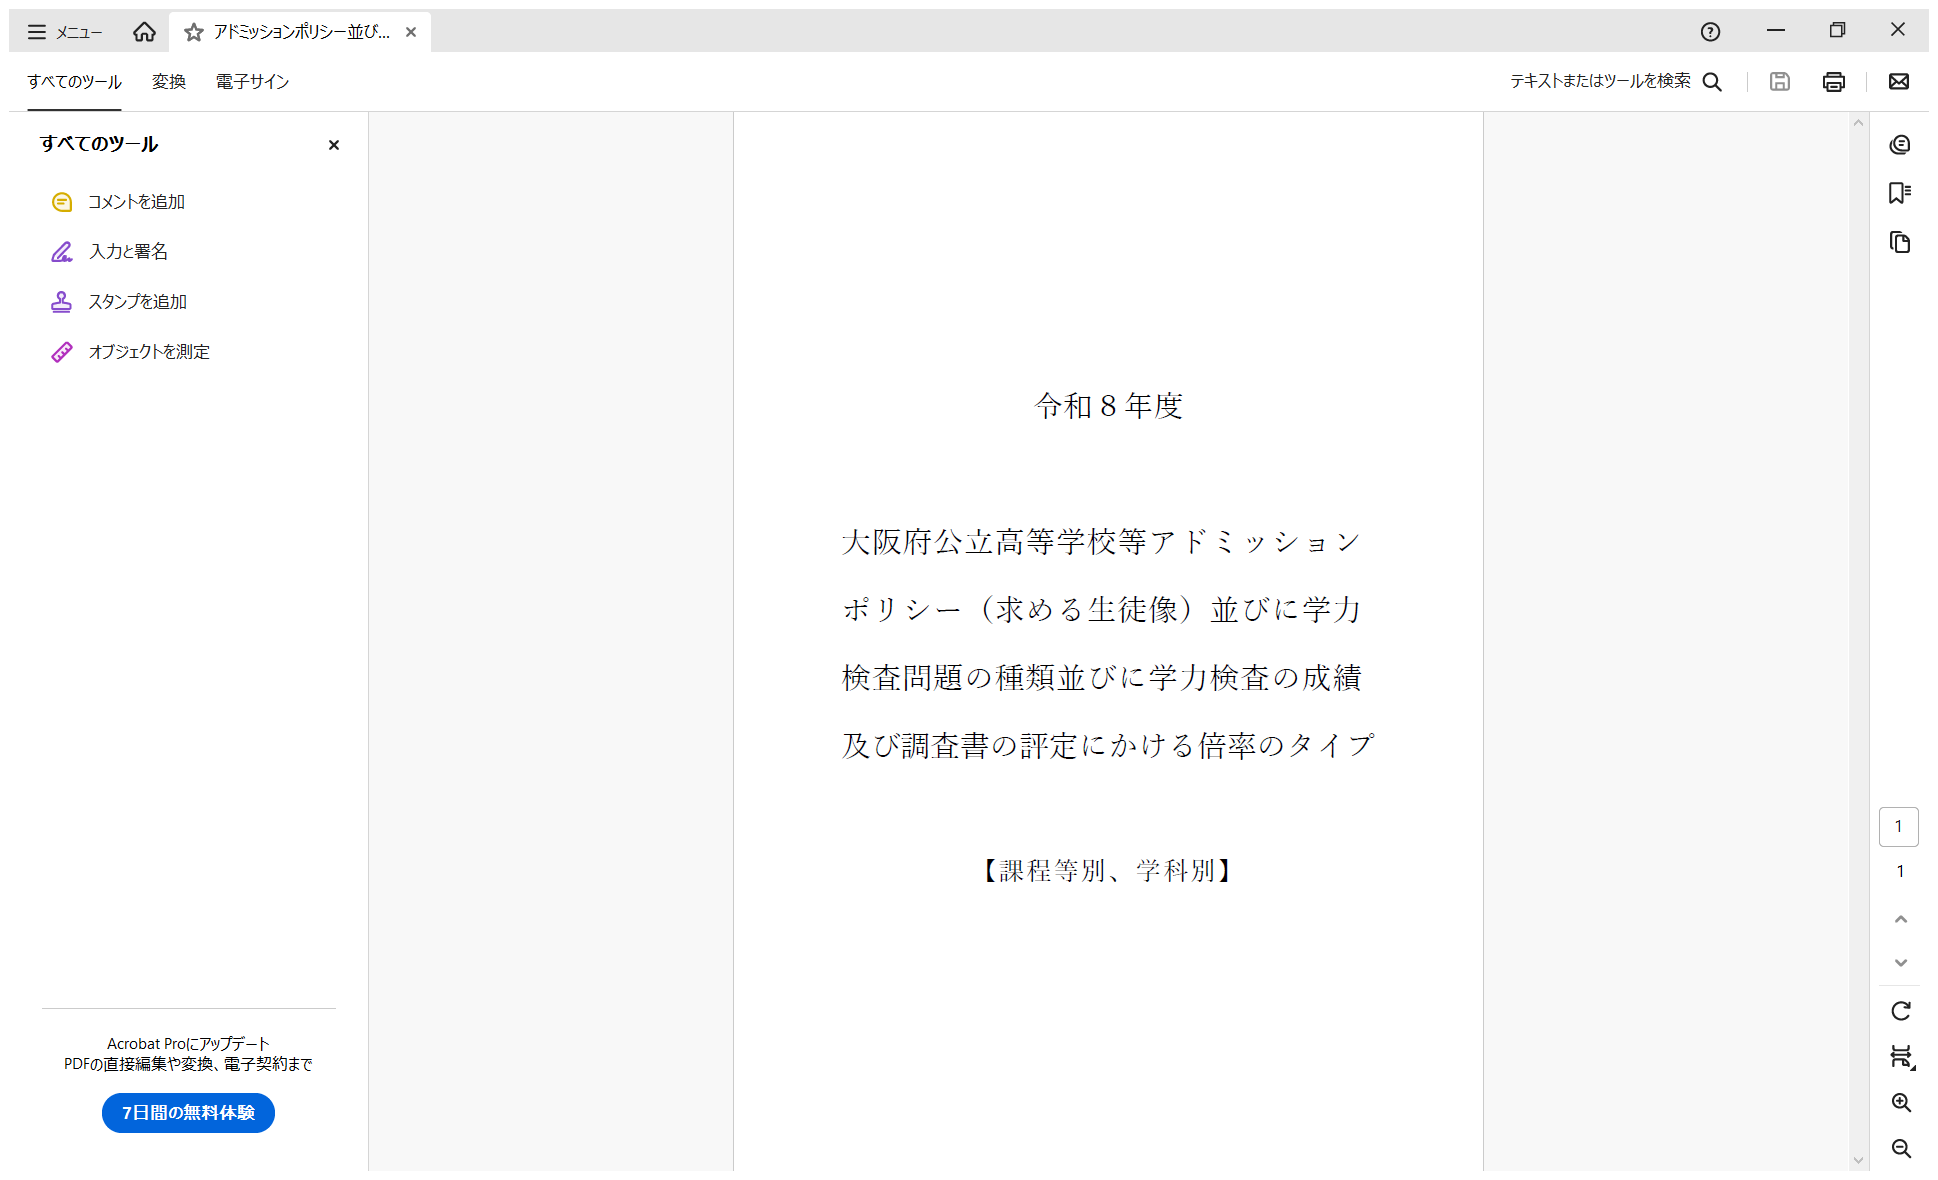 メニュー
アドミッションポリシー並び...
すべてのツール 変換 電子サイン
テキストまたはツールを検索
すべてのツール
コメントを追加
入力と署名
スタンプを追加
オブジェクトを測定
Acrobat Proにアップデート
PDFの直接編集や変換、電子契約まで
7日間の無料体験
令和８年度
大阪府公立高等学校等アドミッション
ポリシー（求める生徒像）並びに学力
検査問題の種類並びに学力検査の成績
及び調査書の評定にかける倍率のタイプ
【課程等別、学科別】
1
1